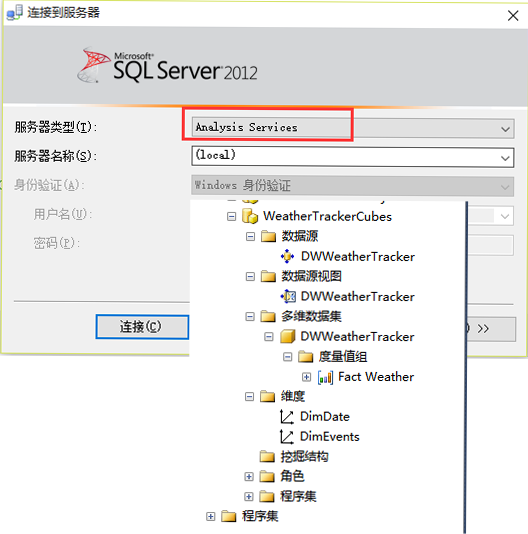 连接到服务器
Microsoft®
SQL Server® 2012
服务器类型(T):
Analysis Services
服务器名称(S):
(local)
身份验证(A):
Windows 身份验证
用户名(U):
密码(P):
连接(C)
>>
WeatherTrackerCubes
数据源
DWWeatherTracker
数据源视图
DWWeatherTracker
多维数据集
DWWeatherTracker
度量值组
Fact Weather
维度
DimDate
DimEvents
挖掘结构
角色
程序集
程序集